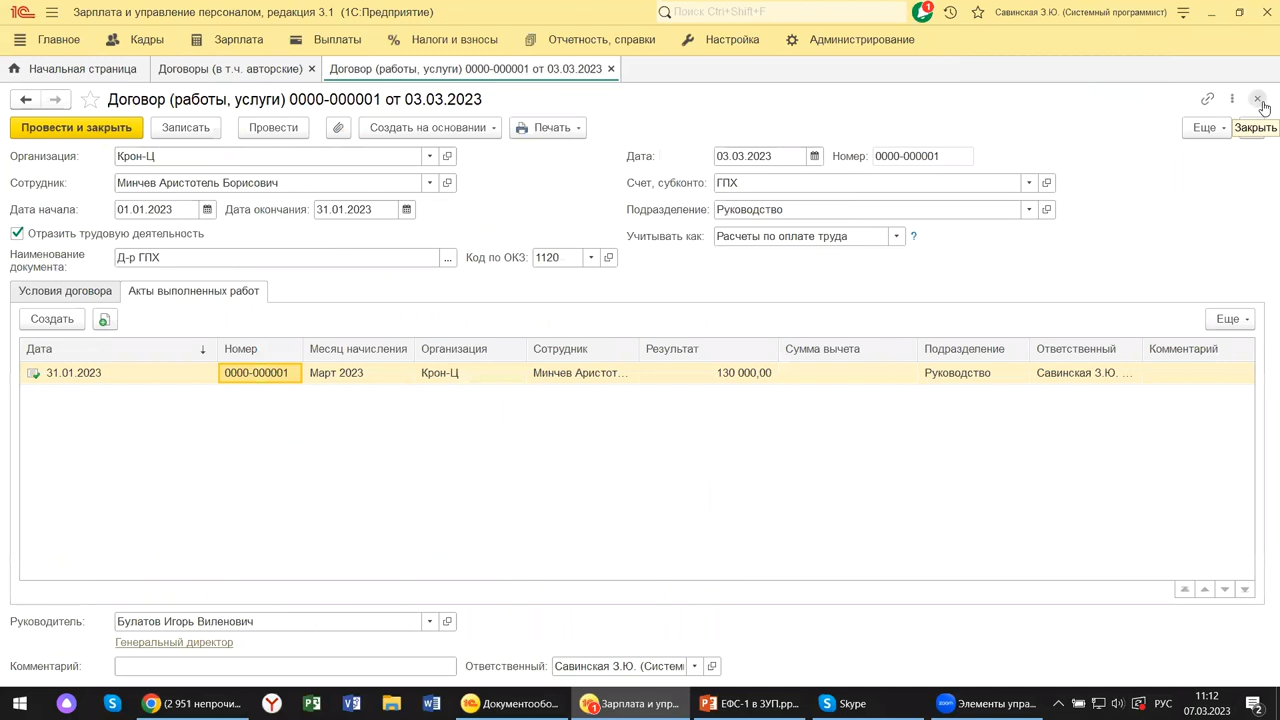 Зарплата и управление персоналом, редакция 3.1 (1С:Предприятие)
Поиск Ctrl+Shift+F
1
Савинская З.Ю. (Системный программист)
Главное
Кадры
Зарплата
Выплаты
Налоги и взносы
Отчетность, справки
Настройка
Администрирование
Начальная страница
Договоры (в т.ч. авторские)
Договор (работы, услуги) 0000-000001 от 03.03.2023
Договор (работы, услуги) 0000-000001 от 03.03.2023
Провести и закрыть
Записать
Провести
Создать на основании
Печать
Еще
Закрыть
Организация: Крон-Ц
Дата: 03.03.2023 Номер: 0000-000001
Сотрудник: Минчев Аристотель Борисович
Счет, субконто: ГПХ
Дата начала: 01.01.2023 Дата окончания: 31.01.2023
Подразделение: Руководство
Отразить трудовую деятельность
Учитывать как: Расчеты по оплате труда ?
Наименование
документа: Д-р ГПХ ... Код по ОКЗ: 1120
Условия договора
Акты выполненных работ
Создать
Еще
Дата ↓ Номер Месяц начисления Организация Сотрудник Результат Сумма вычета Подразделение Ответственный Комментарий
31.01.2023 0000-000001 Март 2023 Крон-Ц Минчев Аристот... 130 000,00 Руководство Савинская З.Ю. ...
Руководитель: Булатов Игорь Виленович
Генеральный директор
Комментарий:
Ответственный: Савинская З.Ю. (Систем
(2 951 непрочи...
Документообо...
1
Зарплата и упр...
ЕФС-1 в ЗУП.pp...
Skype
Элементы упра...
РУС
11:12
07.03.2023
2